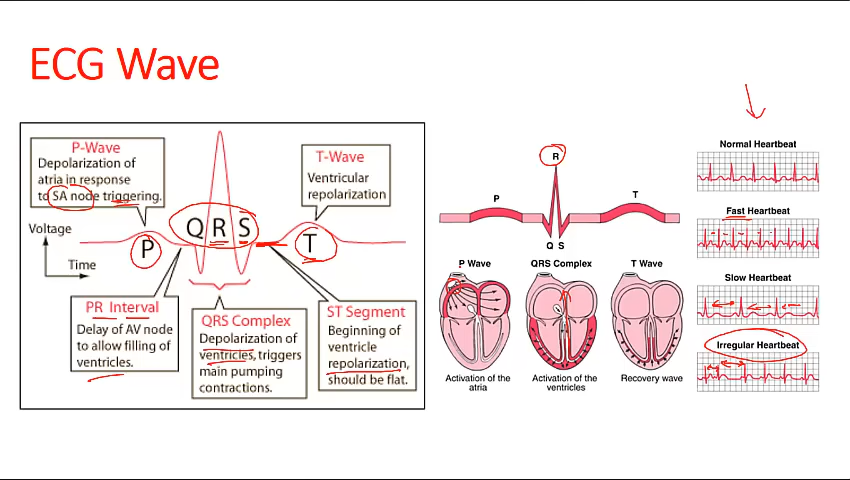 ECG Wave
P-Wave
Depolarization of
atria in response
to SA node triggering.
T-Wave
Ventricular
repolarization
Voltage
Time
P
QRS
T
PR Interval
Delay of AV node
to allow filling of
ventricles.
QRS Complex
Depolarization of
ventricles, triggers
main pumping
contractions.
ST Segment
Beginning of
ventricle
repolarization,
should be flat.
R
P
T
Q S
P Wave
QRS Complex
T Wave
Activation of the
atria
Activation of the
ventricles
Recovery wave
Normal Heartbeat
Fast Heartbeat
Slow Heartbeat
Irregular Heartbeat